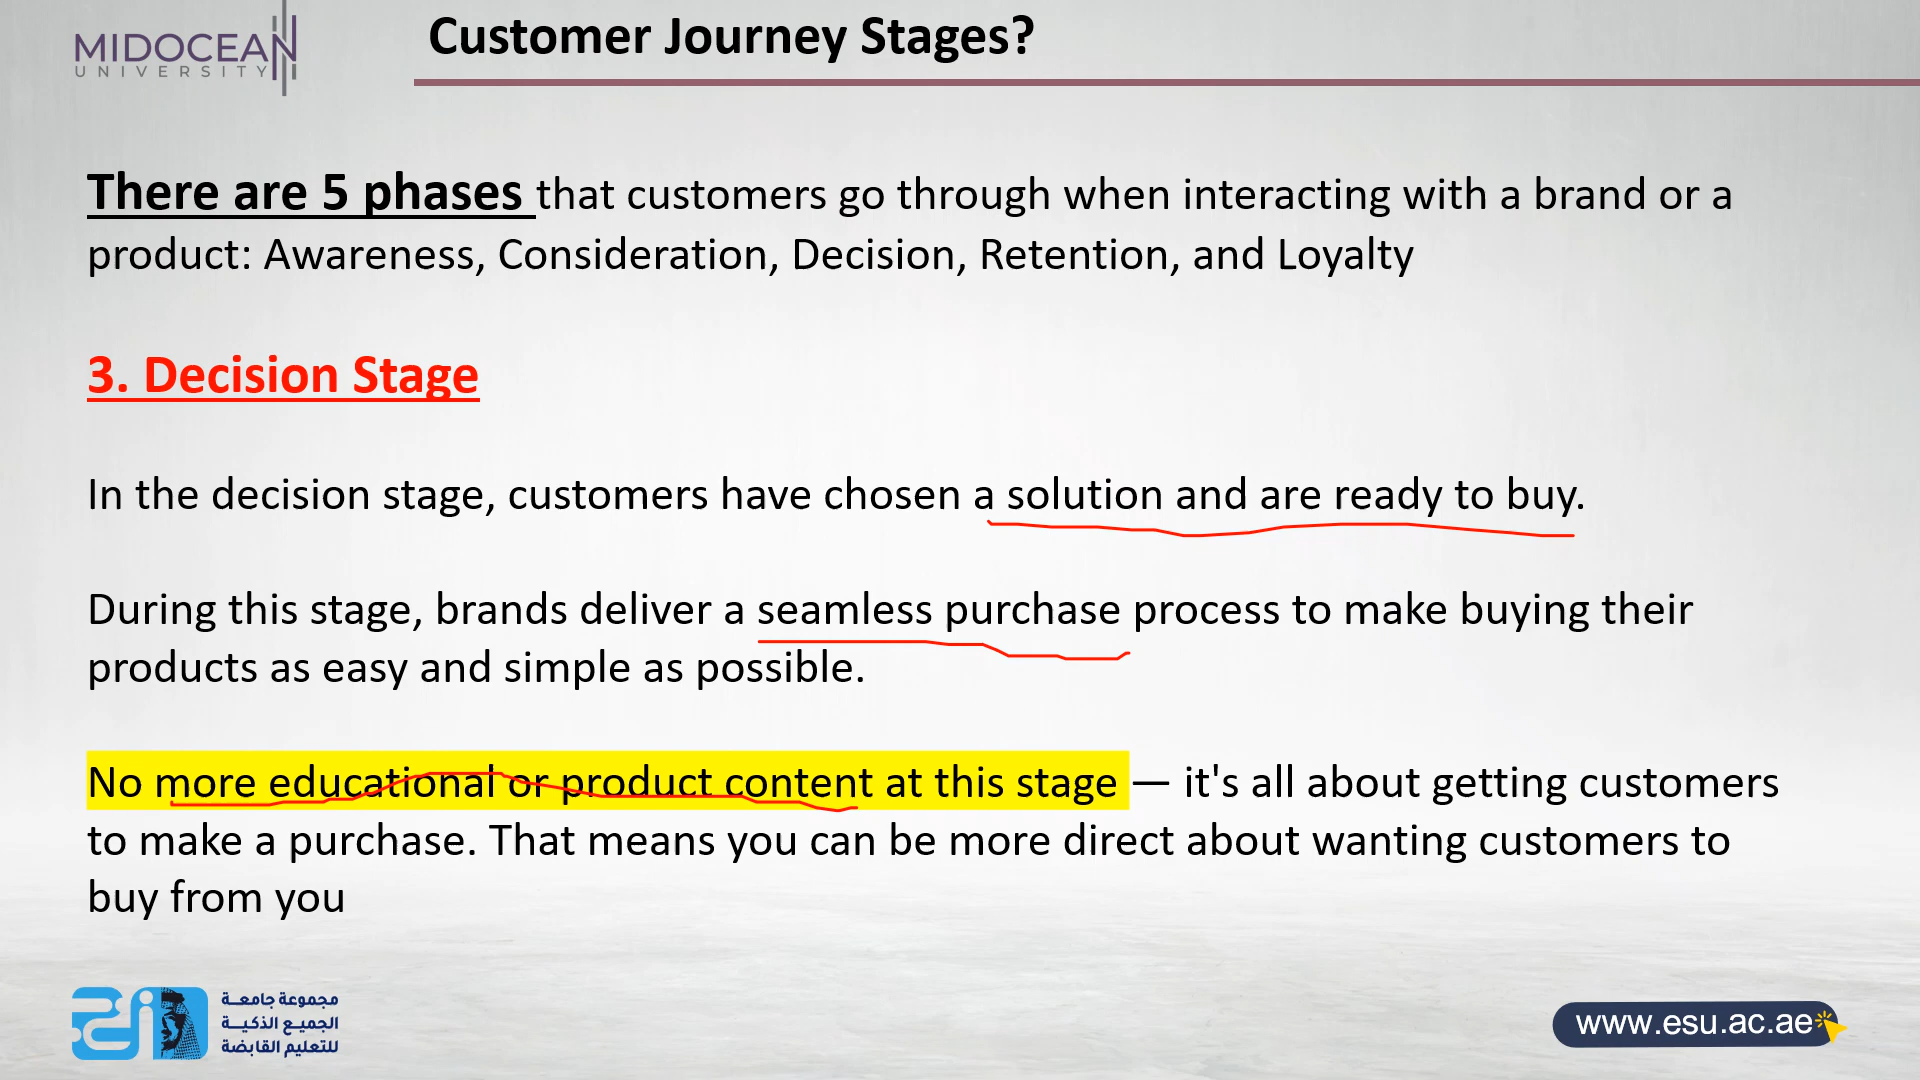 MIDOCEAN
UNIVERSITY
Customer Journey Stages?
There are 5 phases that customers go through when interacting with a brand or a
product: Awareness, Consideration, Decision, Retention, and Loyalty
3. Decision Stage
In the decision stage, customers have chosen a solution and are ready to buy.
During this stage, brands deliver a seamless purchase process to make buying their
products as easy and simple as possible.
No more educational or product content at this stage — it's all about getting customers
to make a purchase. That means you can be more direct about wanting customers to
buy from you
مجموعة جامعة
الجميع الذكية
للتعليم القابضة
www.esu.ac.ae